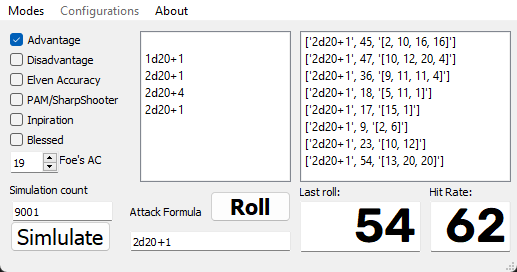 Modes Configurations About
Advantage
Disadvantage
Elven Accuracy
PAM/SharpShooter
Inpiration
Blessed
19 Foe's AC
Simulation count
9001
Simlulate
1d20+1
2d20+1
2d20+4
2d20+1
Attack Formula Roll
2d20+1
['2d20+1', 45, '[2, 10, 16, 16]']
['2d20+1', 47, '[10, 12, 20, 4]']
['2d20+1', 36, '[9, 11, 11, 4]']
['2d20+1', 18, '[5, 11, 1]']
['2d20+1', 17, '[15, 1]']
['2d20+1', 9, '[2, 6]']
['2d20+1', 23, '[10, 12]']
['2d20+1', 54, '[13, 20, 20]']
Last roll: Hit Rate:
54 62